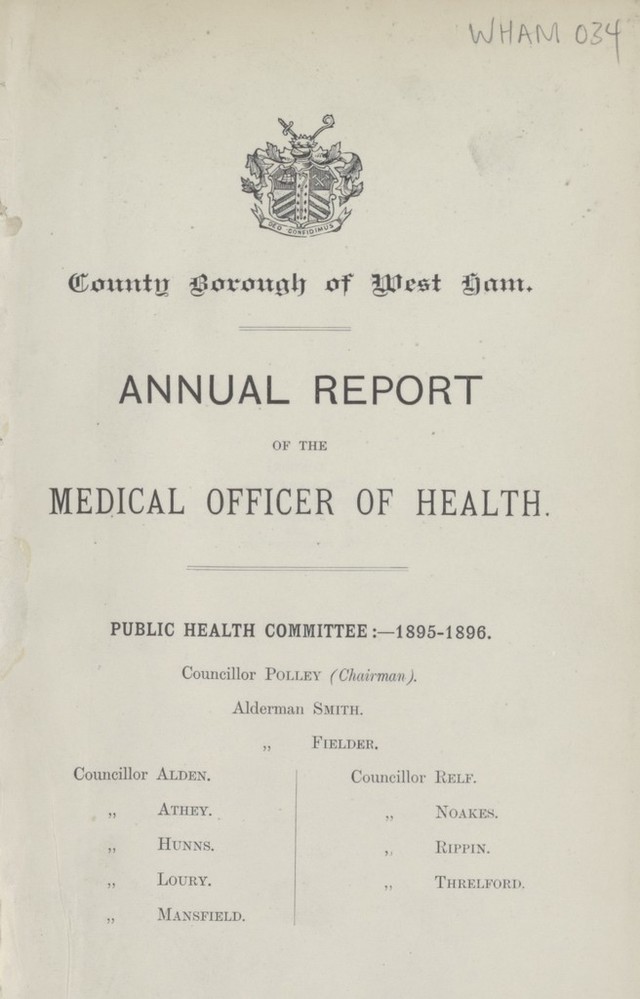 WHAM 034
DEO CONFIDIMUS
County Borough of West Ham.
ANNUAL REPORT
OF THE
MEDICAL OFFICER OF HEALTH.
PUBLIC HEALTH COMMITTEE:—1895-1896.
Councillor POLLEY (Chairman).
Alderman SMITH.
„ FIELDER.
Councillor ALDEN.
„ ATHEY.
„ HUNNS.
„ LOURY.
„ MANSFIELD.
Councillor RELF.
„ NOAKES.
„ RIPPIN.
„ THRELFORD.